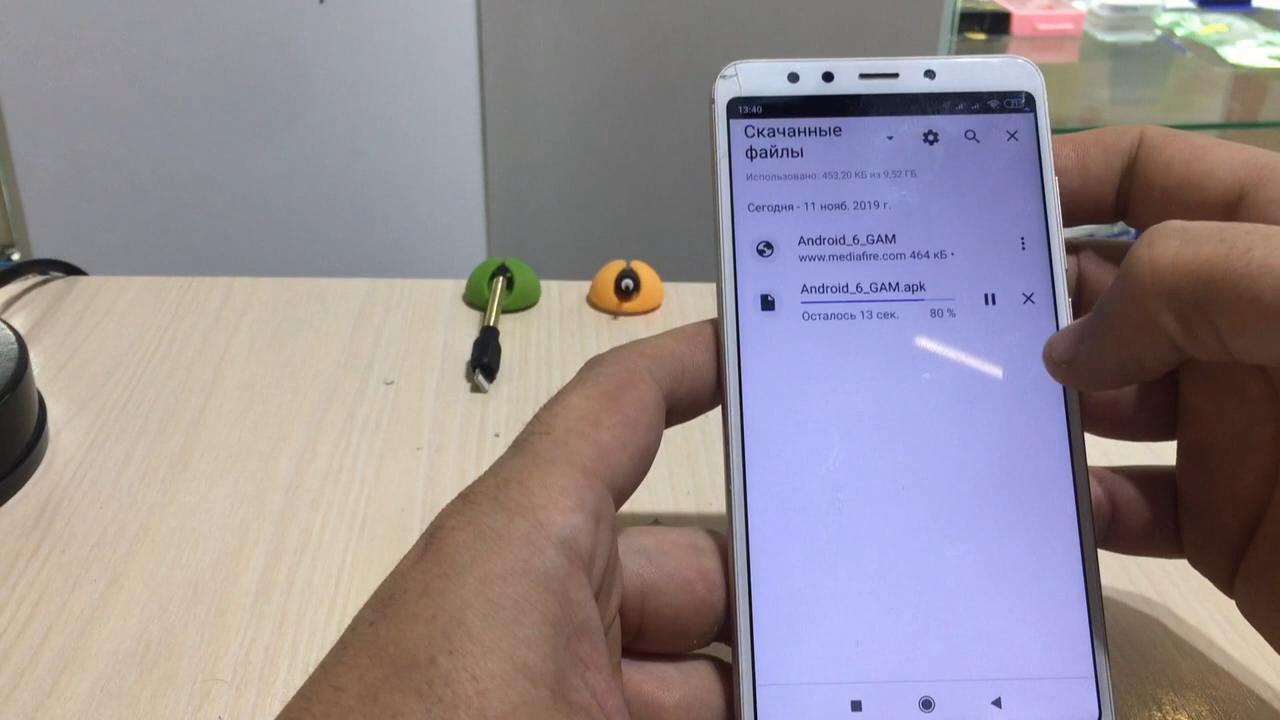 13:40
Скачанные
файлы
Использовано: 453,20 КБ из 9,52 ГБ
Сегодня - 11 нояб. 2019 г.
Android_6_GAM
www.mediafire.com 464 кБ •
Android_6_GAM.apk
Осталось 13 сек. 80 %